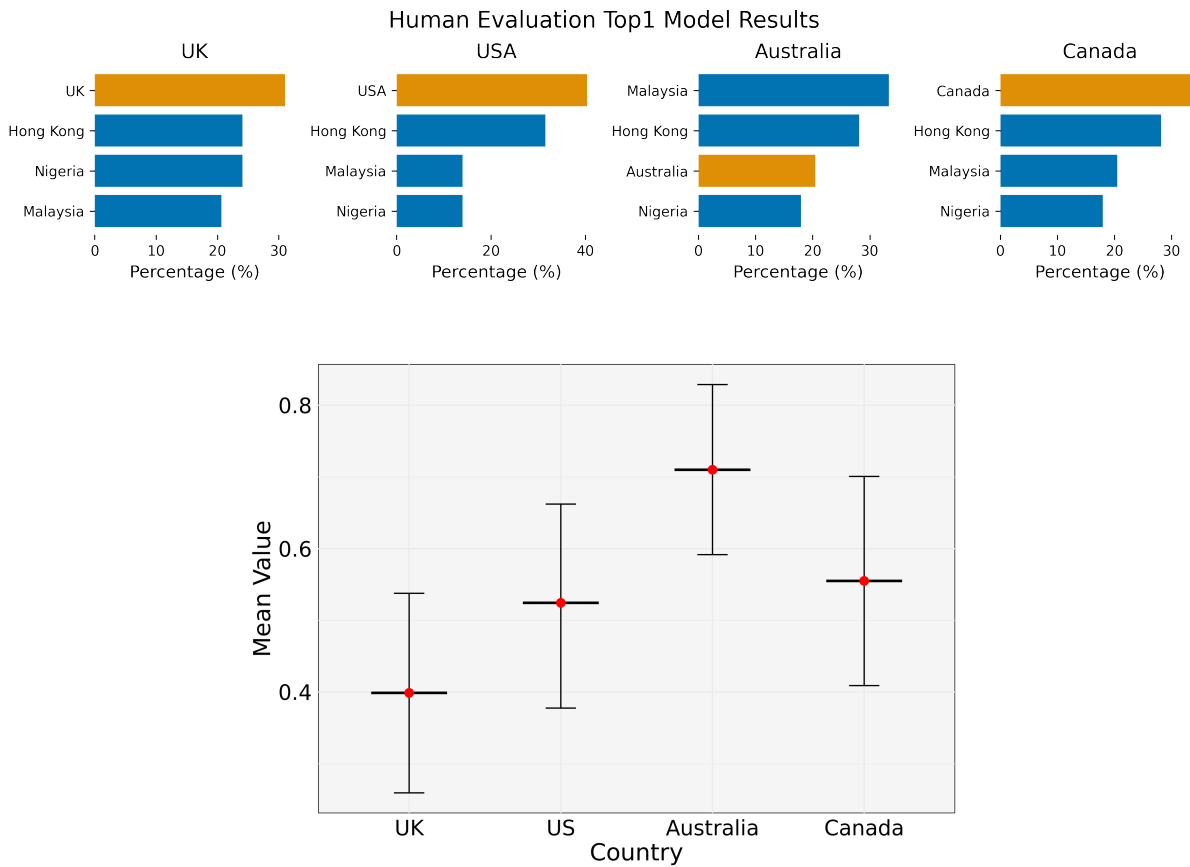 Human Evaluation Top1 Model Results
UK
UK
Hong Kong
Nigeria
Malaysia
0 10 20 30
Percentage (%)
USA
USA
Hong Kong
Malaysia
Nigeria
0 20 40
Percentage (%)
Australia
Malaysia
Hong Kong
Australia
Nigeria
0 10 20 30
Percentage (%)
Canada
Canada
Hong Kong
Malaysia
Nigeria
0 10 20 30
Percentage (%)
Mean Value
0.8
0.6
0.4
UK US Australia Canada
Country